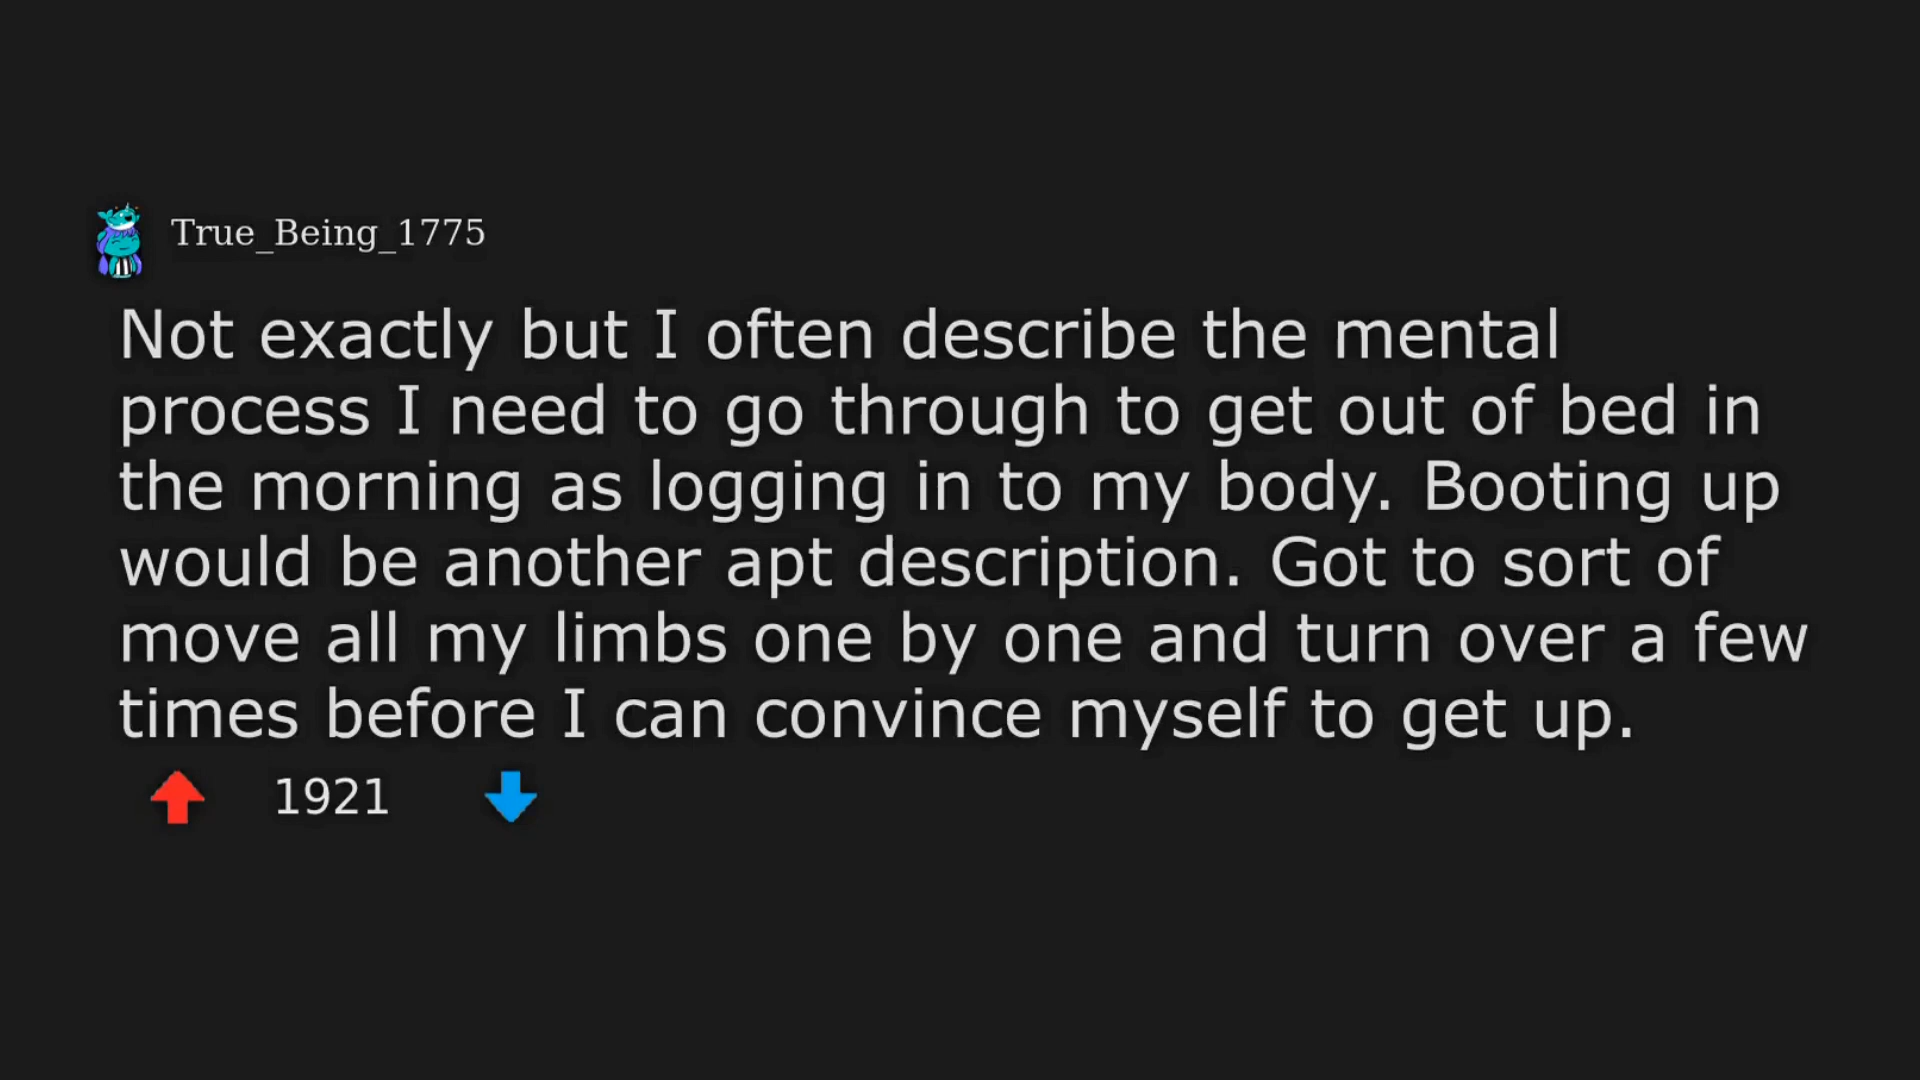 True_Being_1775
Not exactly but I often describe the mental
process I need to go through to get out of bed in
the morning as logging in to my body. Booting up
would be another apt description. Got to sort of
move all my limbs one by one and turn over a few
times before I can convince myself to get up.
1921